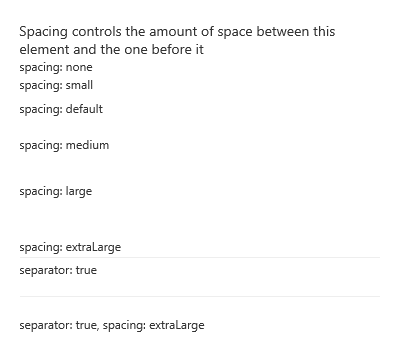 Spacing controls the amount of space between this
element and the one before it
spacing: none
spacing: small
spacing: default
spacing: medium
spacing: large
spacing: extraLarge
separator: true
separator: true, spacing: extraLarge